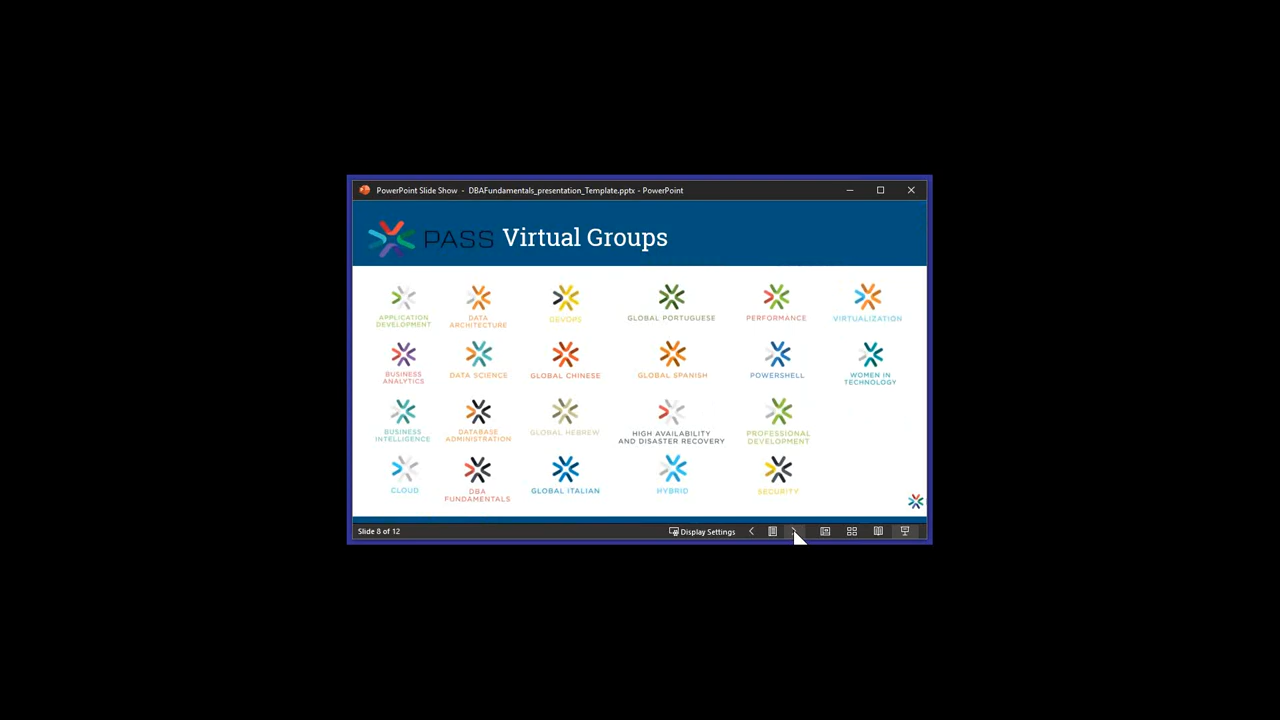 PowerPoint Slide Show - DBAFundamentals_presentation_Template.pptx - PowerPoint
PASS Virtual Groups
APPLICATION
DEVELOPMENT
DATA
ARCHITECTURE
DEVOPS
GLOBAL PORTUGUESE
PERFORMANCE
VIRTUALIZATION
BUSINESS
ANALYTICS
DATA SCIENCE
GLOBAL CHINESE
GLOBAL SPANISH
POWERSHELL
WOMEN IN
TECHNOLOGY
BUSINESS
INTELLIGENCE
DATABASE
ADMINISTRATION
GLOBAL HEBREW
HIGH AVAILABILITY
AND DISASTER RECOVERY
PROFESSIONAL
DEVELOPMENT
CLOUD
DBA
FUNDAMENTALS
GLOBAL ITALIAN
HYBRID
SECURITY
Slide 8 of 12
Display Settings